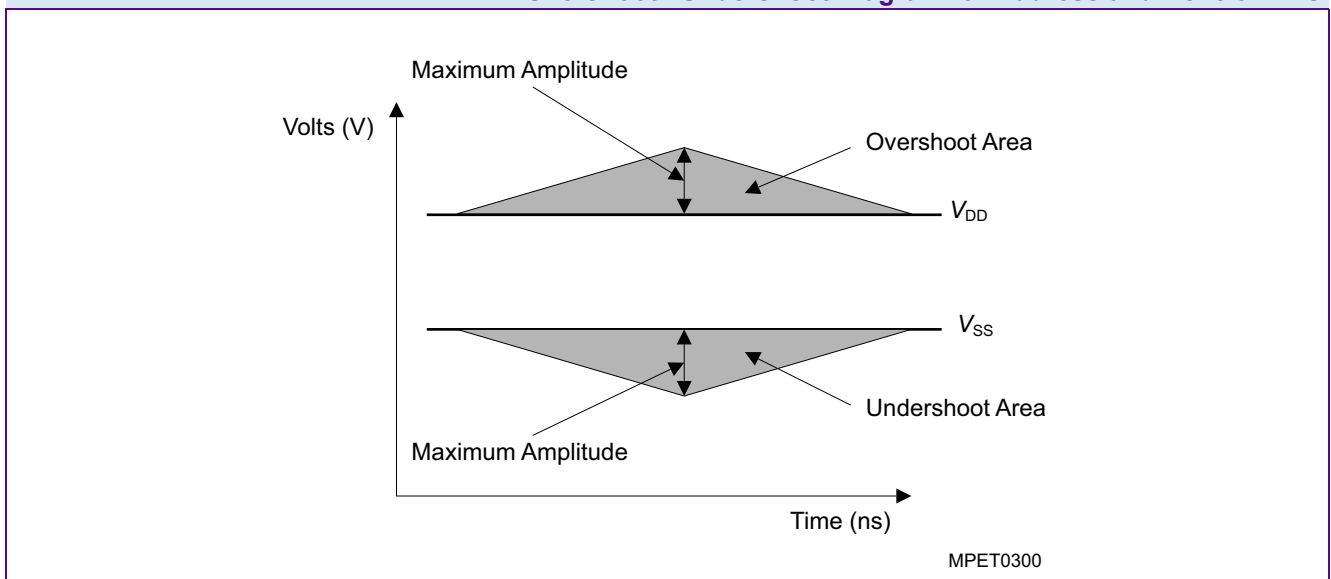 Maximum Amplitude
Volts (V)
Overshoot Area
VDD
VSS
Undershoot Area
Maximum Amplitude
Time (ns)
MPET0300